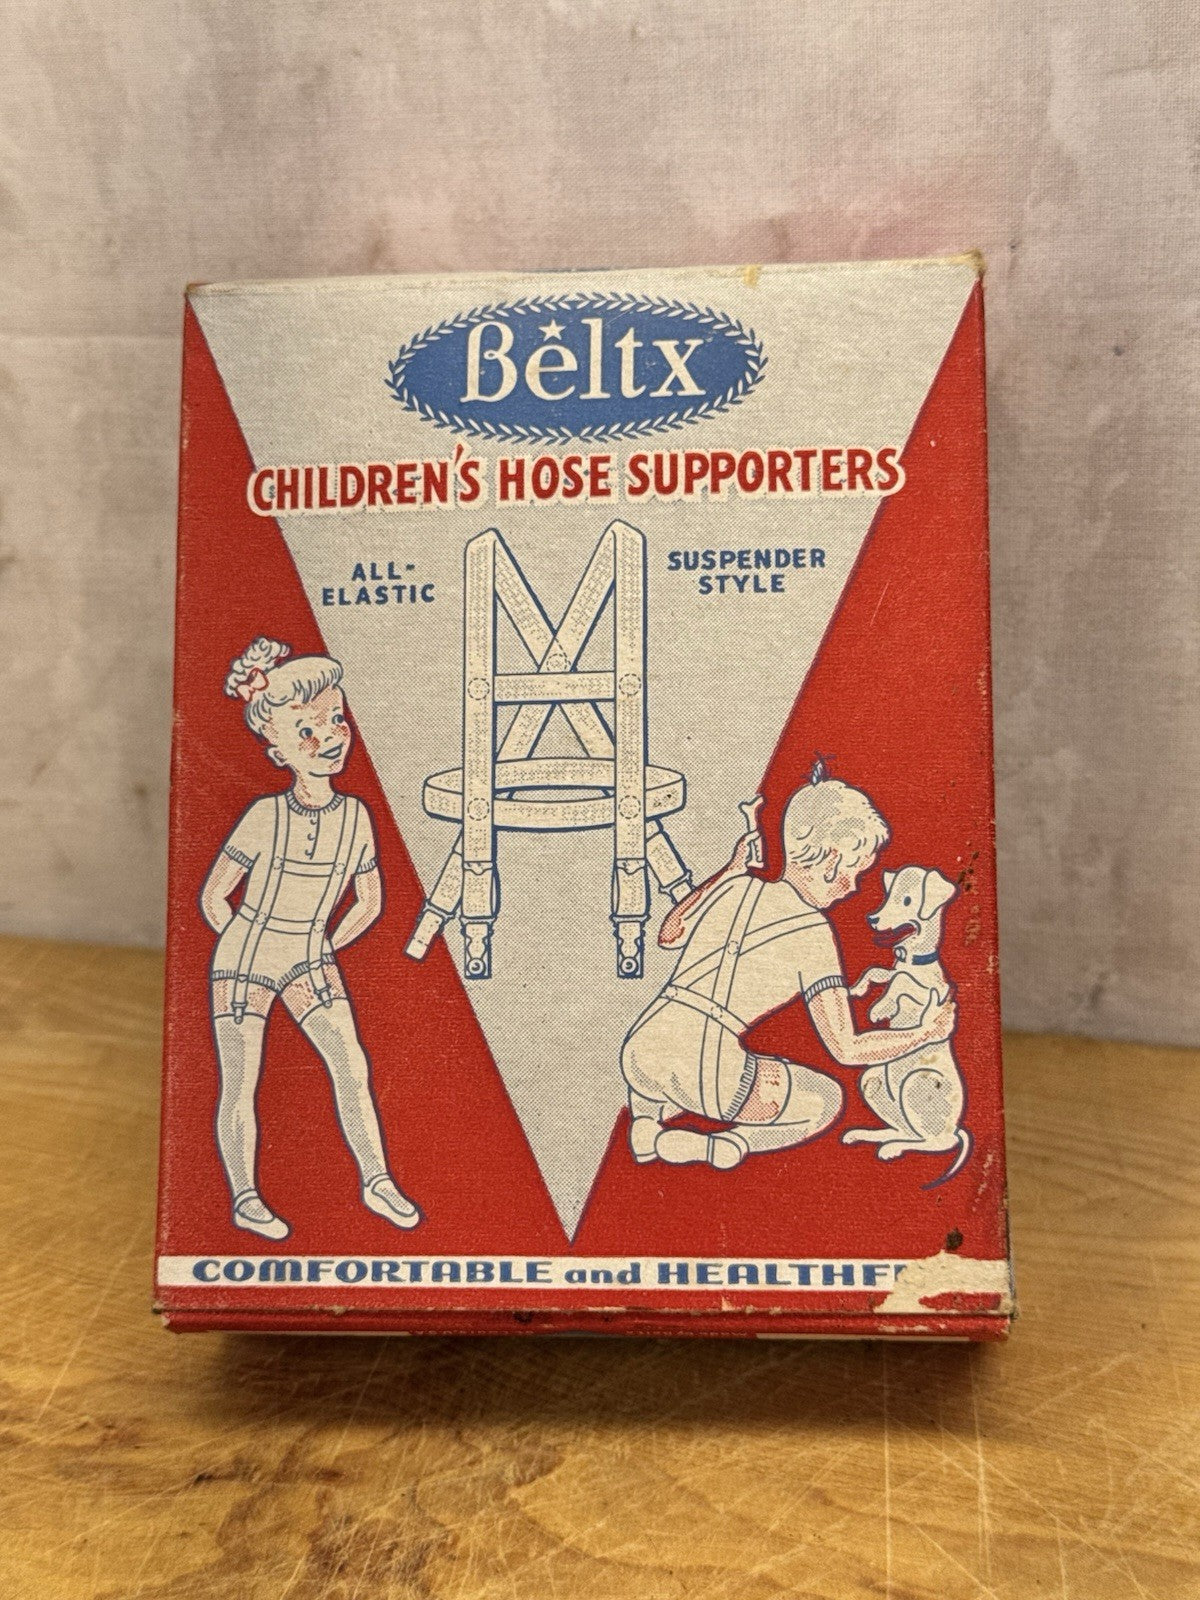 Beltx
CHILDREN'S HOSE SUPPORTERS
ALL-
ELASTIC
SUSPENDER
STYLE
COMFORTABLE and